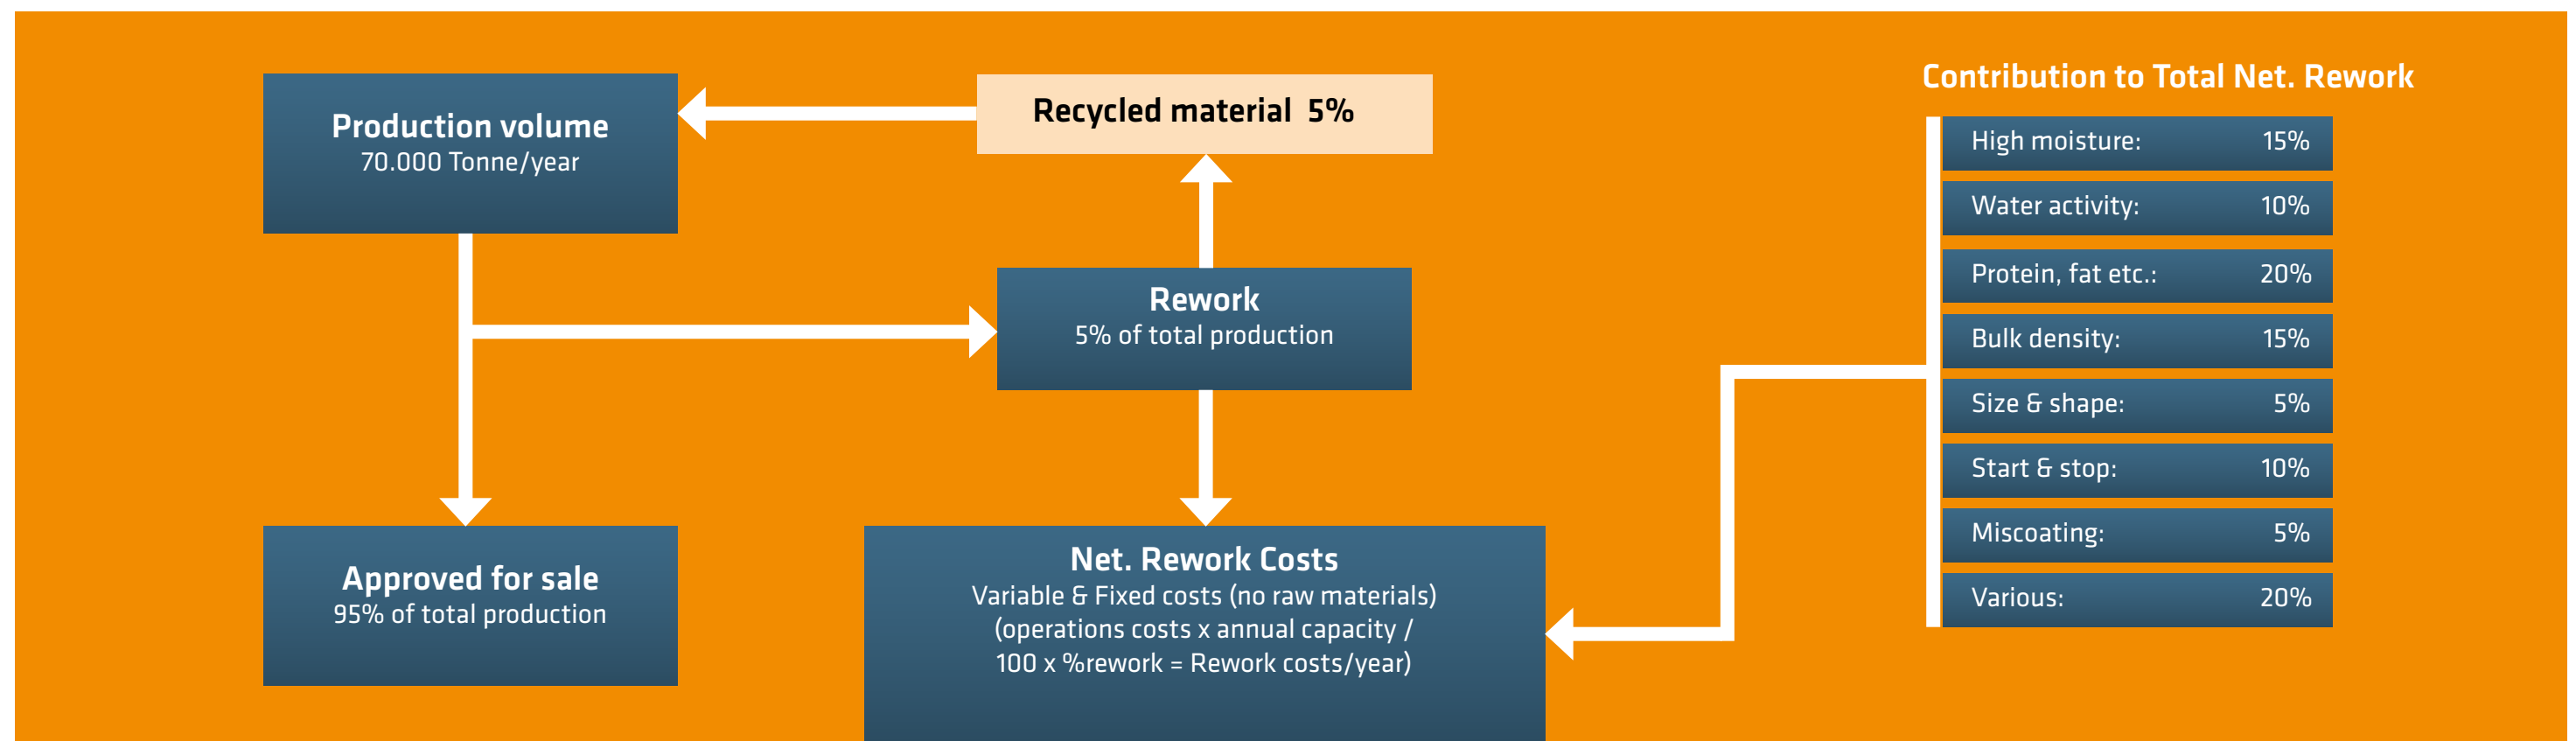 Production volume
70.000 Tonne/year
Recycled material 5%
Rework
5% of total production
Approved for sale
95% of total production
Net. Rework Costs
Variable & Fixed costs (no raw materials)
(operations costs x annual capacity /
100 x %rework = Rework costs/year)
Contribution to Total Net. Rework
High moisture: 15%
Water activity: 10%
Protein, fat etc.: 20%
Bulk density: 15%
Size & shape: 5%
Start & stop: 10%
Miscoating: 5%
Various: 20%